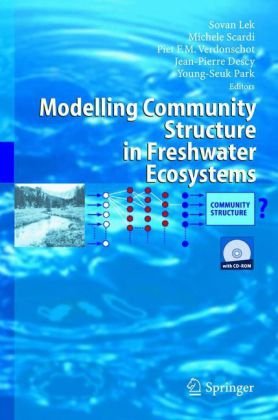 Sovan Lek
Michele Scardi
Piet F.M. Verdonschot
Jean-Pierre Descy
Young-Seuk Park
Editors
Modelling Community
Structure
in Freshwater
Ecosystems
COMMUNITY
STRUCTURE
?
with CD-ROM
Springer